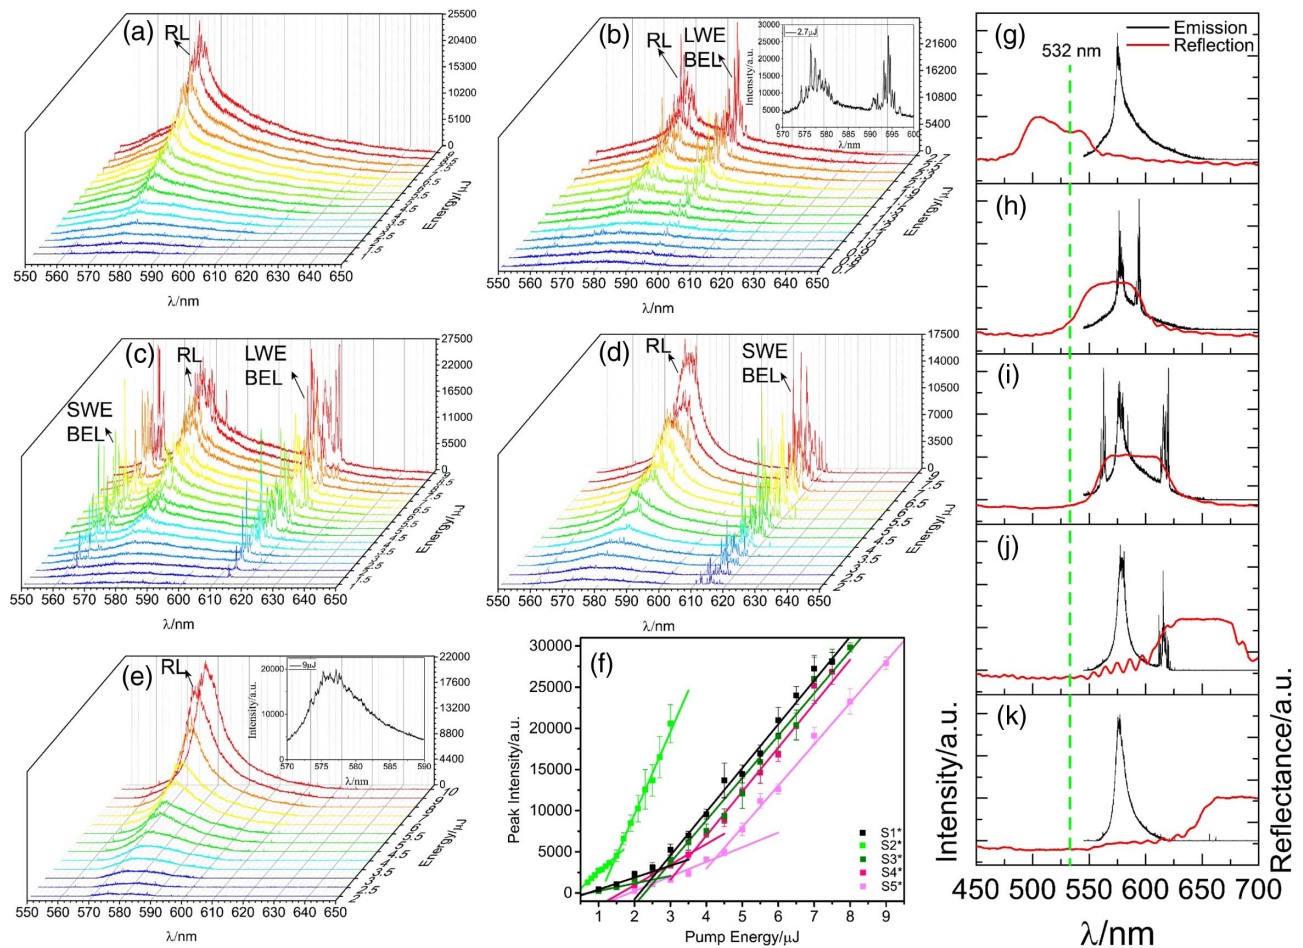 (a)
RL
25500
20400
15300
10200
5100
0
Energy/μJ
550 560 570 580 590 600 610 620 630 640 650
λ/nm
(b)
RL
LWE
BEL
21600
16200
10800
5400
0
Energy/μJ
550 560 570 580 590 600 610 620 630 640 650
λ/nm
2.7μJ
Intensity/a.u.
30000
25000
20000
15000
10000
5000
0
570 575 580 585 590 595 600
λ/nm
(c)
SWE
BEL
RL
LWE
BEL
27500
22000
16500
11000
5500
0
Energy/μJ
550 560 570 580 590 600 610 620 630 640 650
λ/nm
(d)
RL
SWE
BEL
17500
14000
10500
7000
3500
0
Energy/μJ
550 560 570 580 590 600 610 620 630 640 650
λ/nm
(e)
RL
22000
17600
13200
8800
4400
0
10
Energy/μJ
550 560 570 580 590 600 610 620 630 640 650
λ/nm
9μJ
Intensity/a.u.
20000
10000
0
570 575 580 585 590
λ/nm
(f)
Peak Intensity/a.u.
30000
25000
20000
15000
10000
5000
0
1 2 3 4 5 6 7 8 9
Pump Energy/μJ
S1*
S2*
S3*
S4*
S5*
(g)
532 nm
Emission
Reflection
(h)
(i)
(j)
(k)
Intensity/a.u.
Reflectance/a.u.
450 500 550 600 650 700
λ/nm